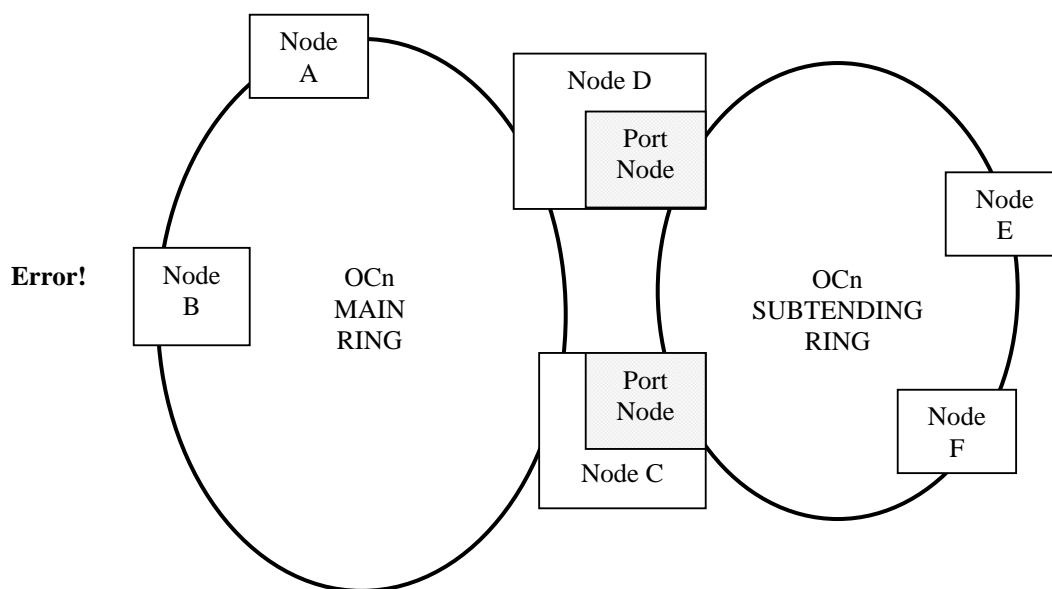 Node
A
Node D
Port
Node
Node
E
Error!
Node
B
OCn
MAIN
RING
OCn
SUBTENDING
RING
Port
Node
Node C
Node
F